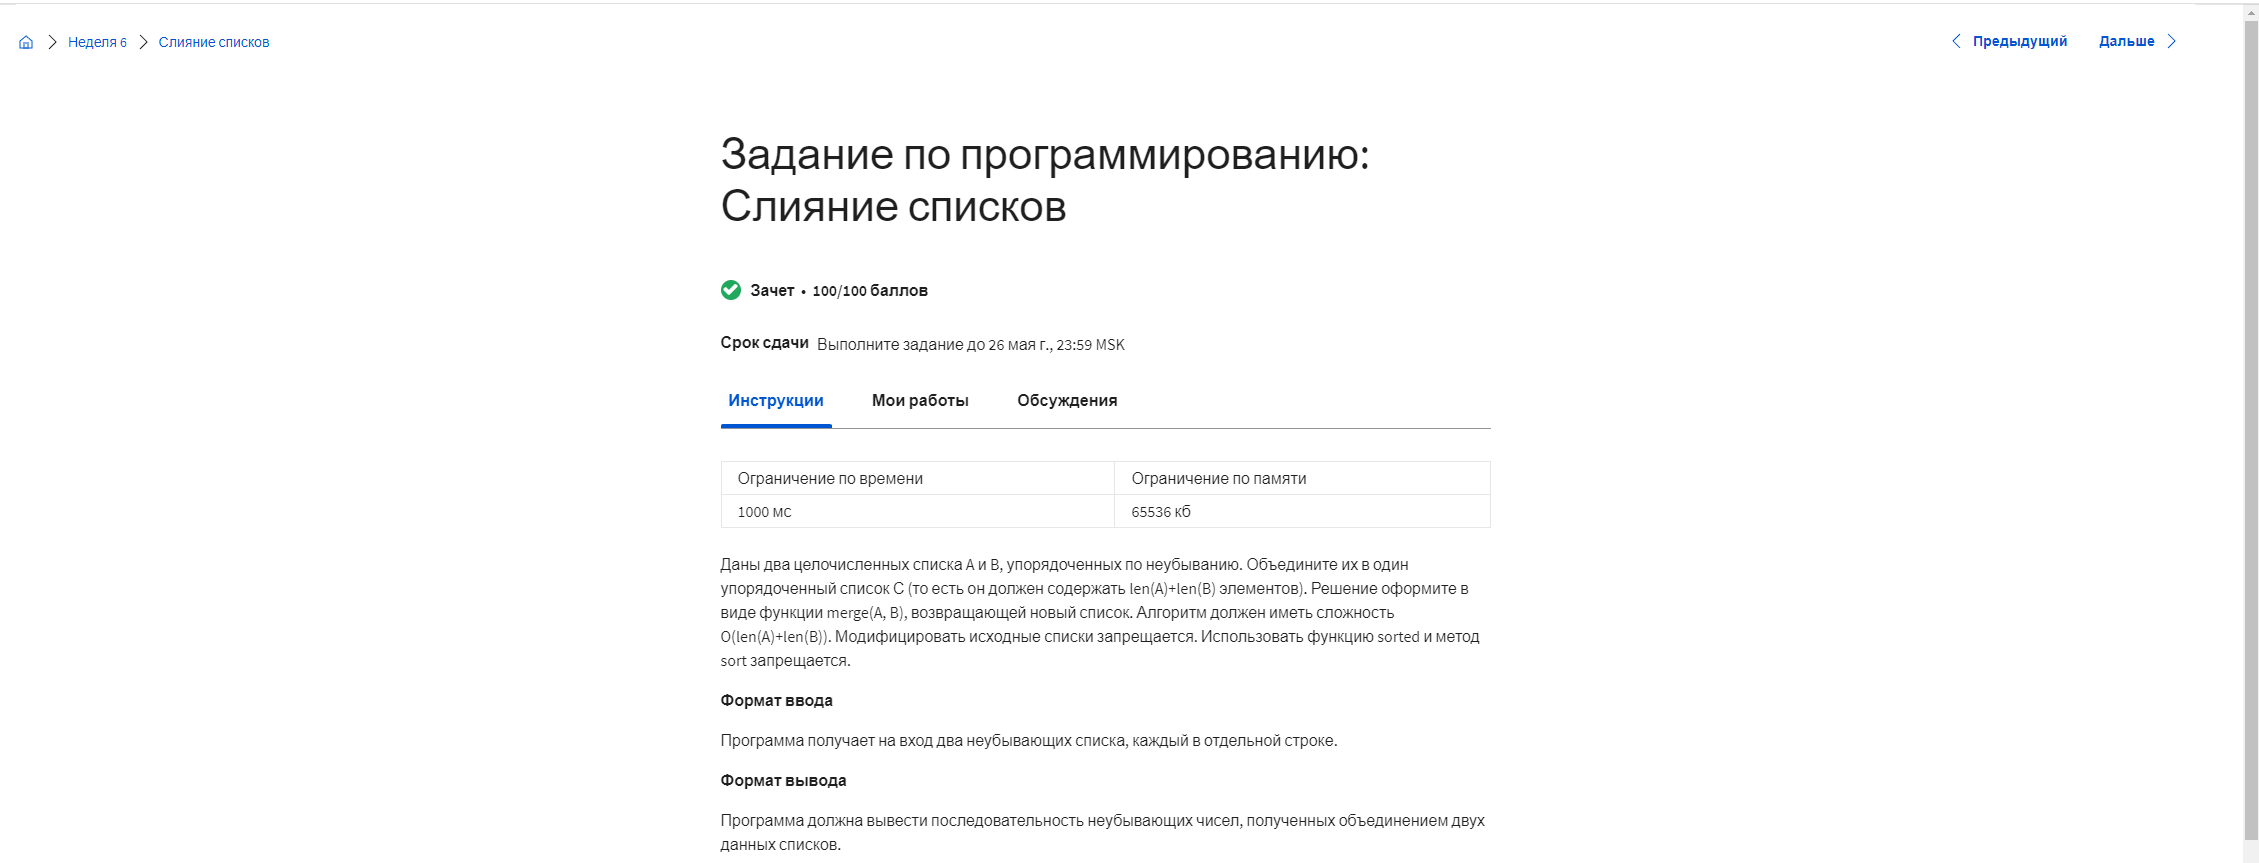 Неделя 6 Слияние списков Предыдущий Дальше
Задание по программированию:
Слияние списков
Зачет • 100/100 баллов
Срок сдачи Выполните задание до 26 мая г., 23:59 MSK
Инструкции Мои работы Обсуждения
Ограничение по времени Ограничение по памяти
1000 мс 65536 кб
Даны два целочисленных списка A и B, упорядоченных по неубыванию. Объедините их в один
упорядоченный список С (то есть он должен содержать len(A)+len(B) элементов). Решение оформите в
виде функции merge(A, B), возвращающей новый список. Алгоритм должен иметь сложность
O(len(A)+len(B)). Модифицировать исходные списки запрещается. Использовать функцию sorted и метод
sort запрещается.
Формат ввода
Программа получает на вход два неубывающих списка, каждый в отдельной строке.
Формат вывода
Программа должна вывести последовательность неубывающих чисел, полученных объединением двух
данных списков.